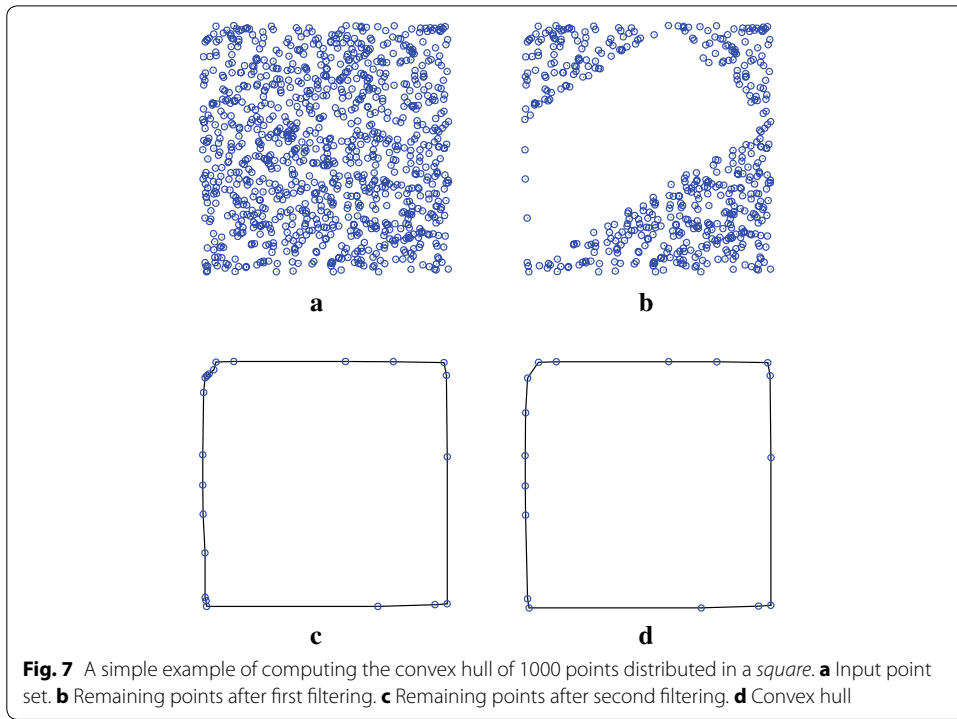 a
b
c
d
Fig. 7 A simple example of computing the convex hull of 1000 points distributed in a square. a Input point
set. b Remaining points after first filtering. c Remaining points after second filtering. d Convex hull